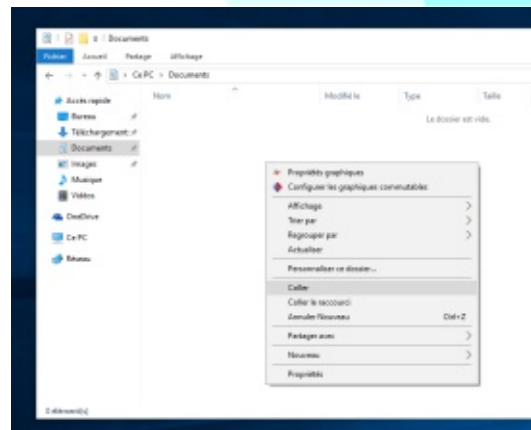 Documents
Fichier Accueil Partage Affichage
Ce PC > Documents
Nom Modifié le Type Taille
Accès rapide
Le dossier est vide.
Bureau
Téléchargement:
Documents
Images
Musique
Vidéos
OneDrive
Ce PC
Réseau
Propriétés graphiques
Configurer les graphiques commutables
Affichage
Trier par
Regrouper par
Actualiser
Personnaliser ce dossier...
Coller
Coller le raccourci
Annuler Nouveau Ctrl+Z
Partager avec
Nouveau
Propriétés
0 élément(s)